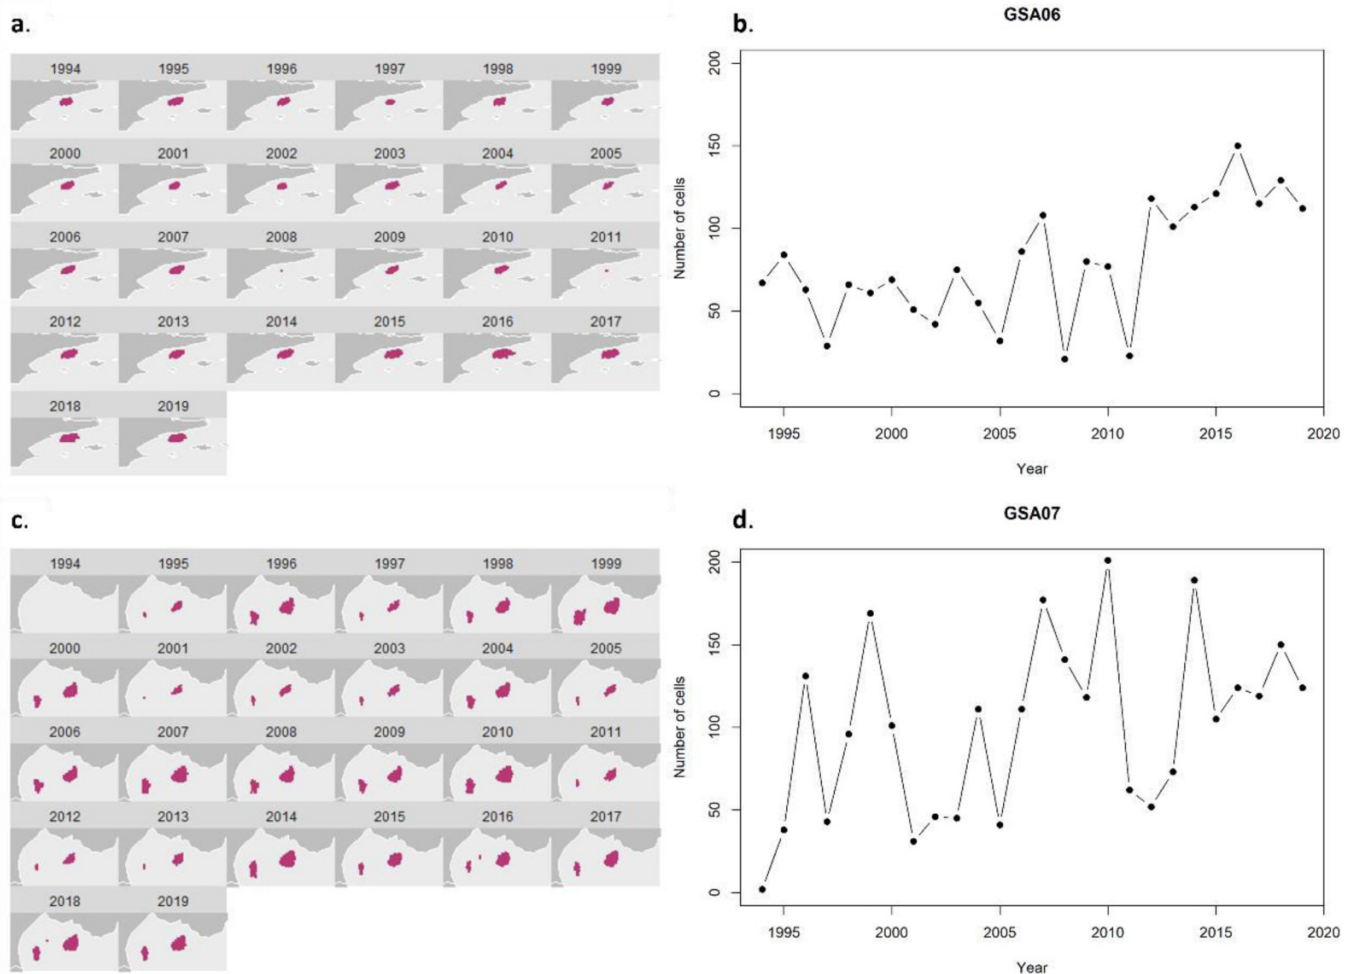 a.
1994 1995 1996 1997 1998 1999
2000 2001 2002 2003 2004 2005
2006 2007 2008 2009 2010 2011
2012 2013 2014 2015 2016 2017
2018 2019
b.
GSA06
Number of cells
200
150
100
50
0
1995 2000 2005 2010 2015 2020
Year
c.
1994 1995 1996 1997 1998 1999
2000 2001 2002 2003 2004 2005
2006 2007 2008 2009 2010 2011
2012 2013 2014 2015 2016 2017
2018 2019
d.
GSA07
Number of cells
200
150
100
50
0
1995 2000 2005 2010 2015 2020
Year